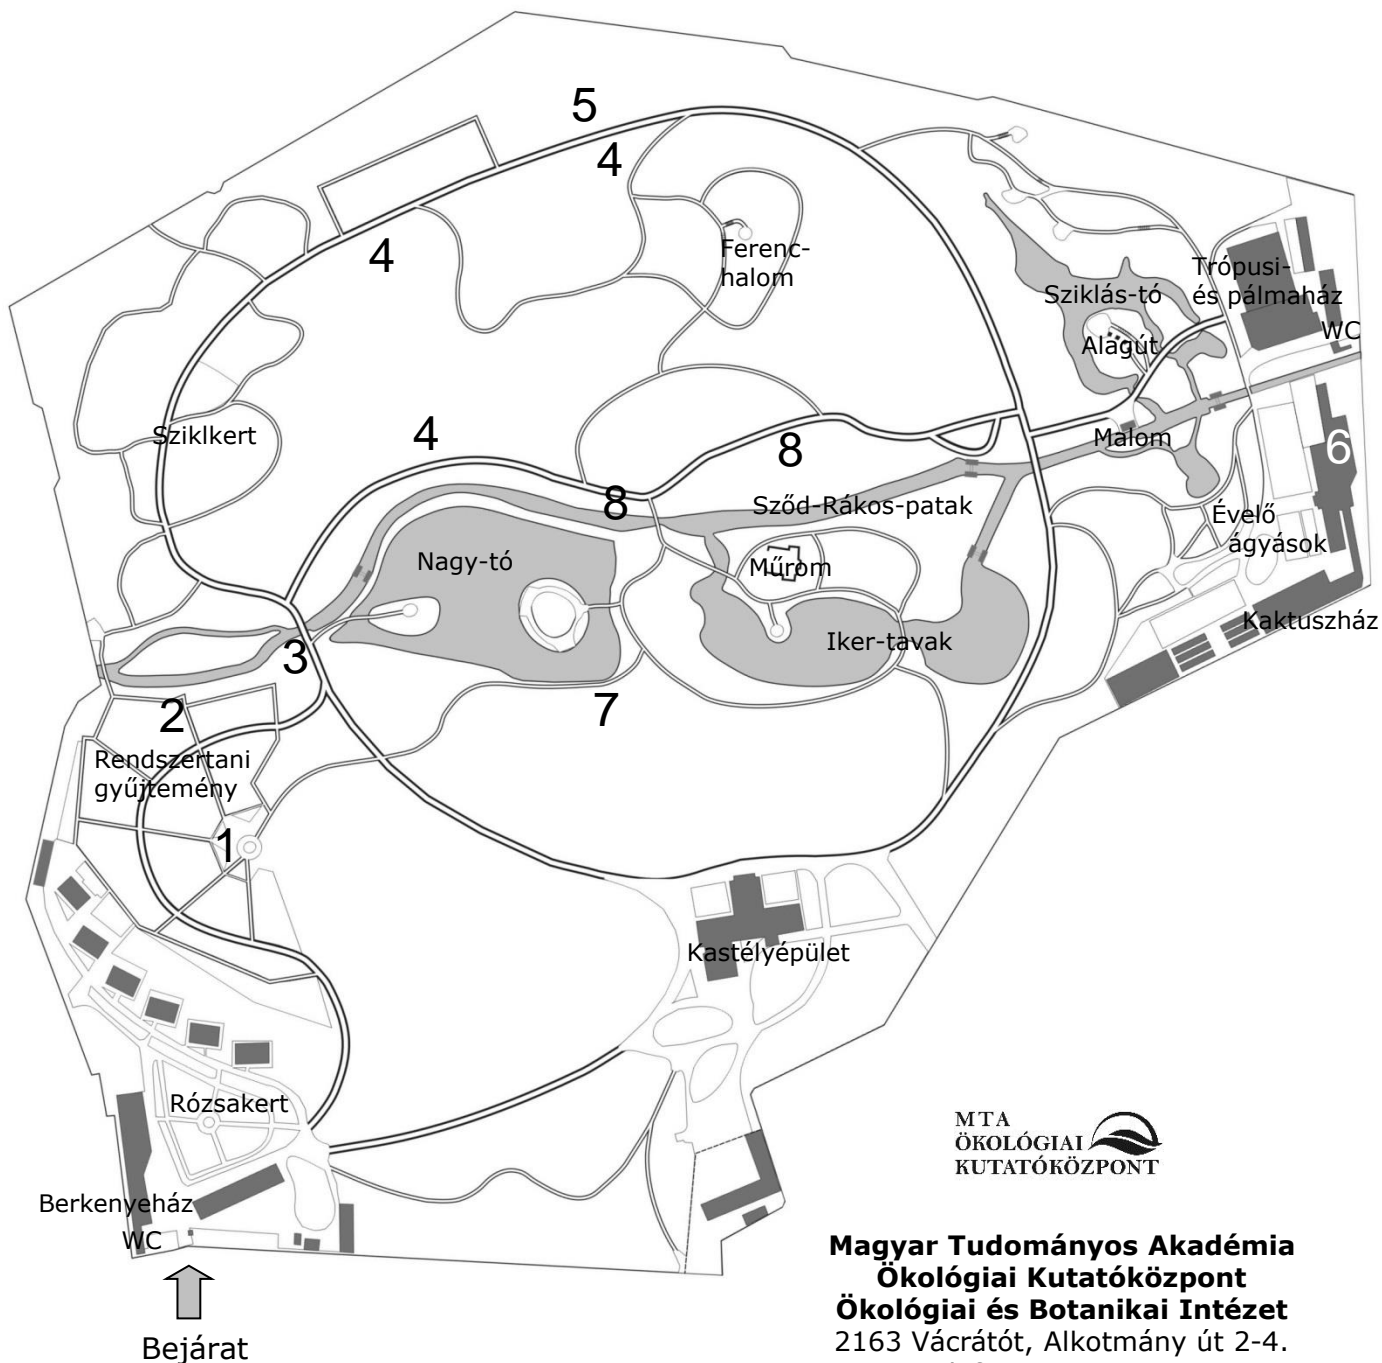 5
4
4
Ferenc-
halom
Trópusi-
és pálmaház
Sziklás-tó
WC
Alagút
Sziklkert
4
8
Malom
6
8
Sződ-Rákos-patak
Évelő
ágyások
Nagy-tó
Műrom
Kaktuszház
3
Iker-tavak
2
7
Rendszertani
gyűjtemény
1
Kastélyépület
Rózsakert
MTA
ÖKOLÓGIAI
KUTATÓKÖZPONT
Berkenyeház
WC
Bejárat
Magyar Tudományos Akadémia
Ökológiai Kutatóközpont
Ökológiai és Botanikai Intézet
2163 Vácrátót, Alkotmány út 2-4.